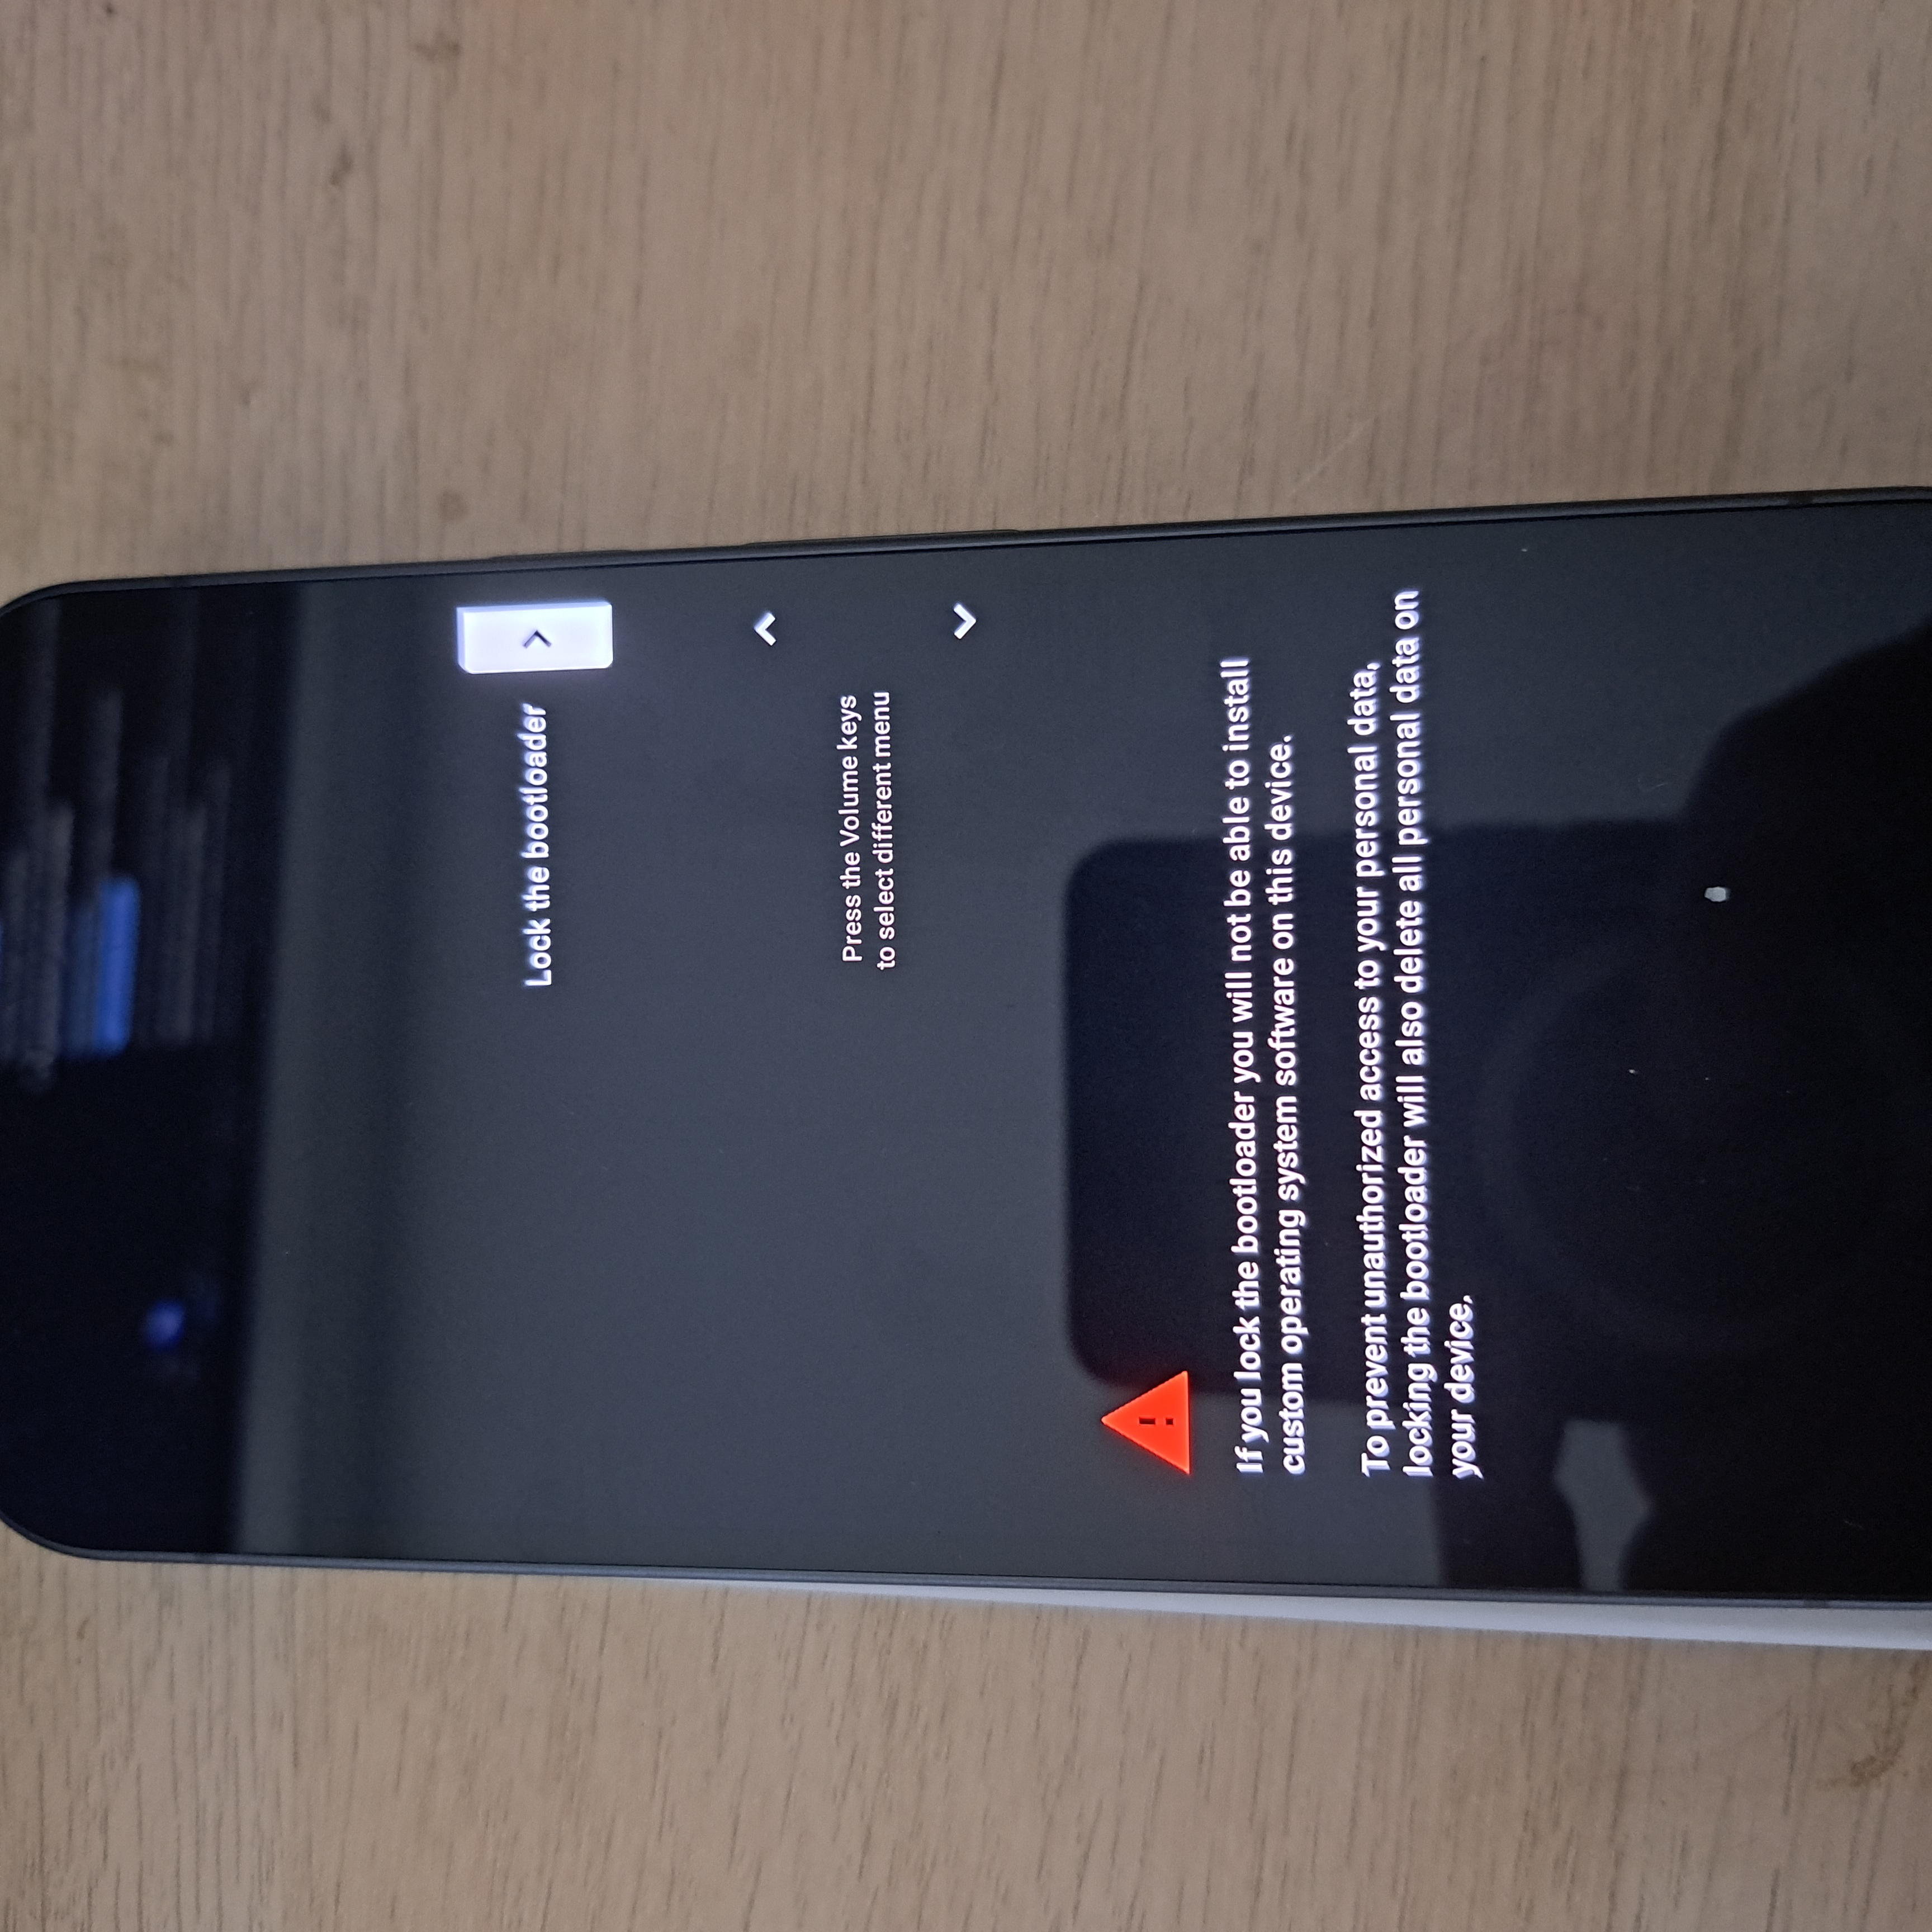 Lock the bootloader
Press the Volume keys
to select different menu
If you lock the bootloader you will not be able to install
custom operating system software on this device.
To prevent unauthorized access to your personal data,
locking the bootloader will also delete all personal data on
your device.